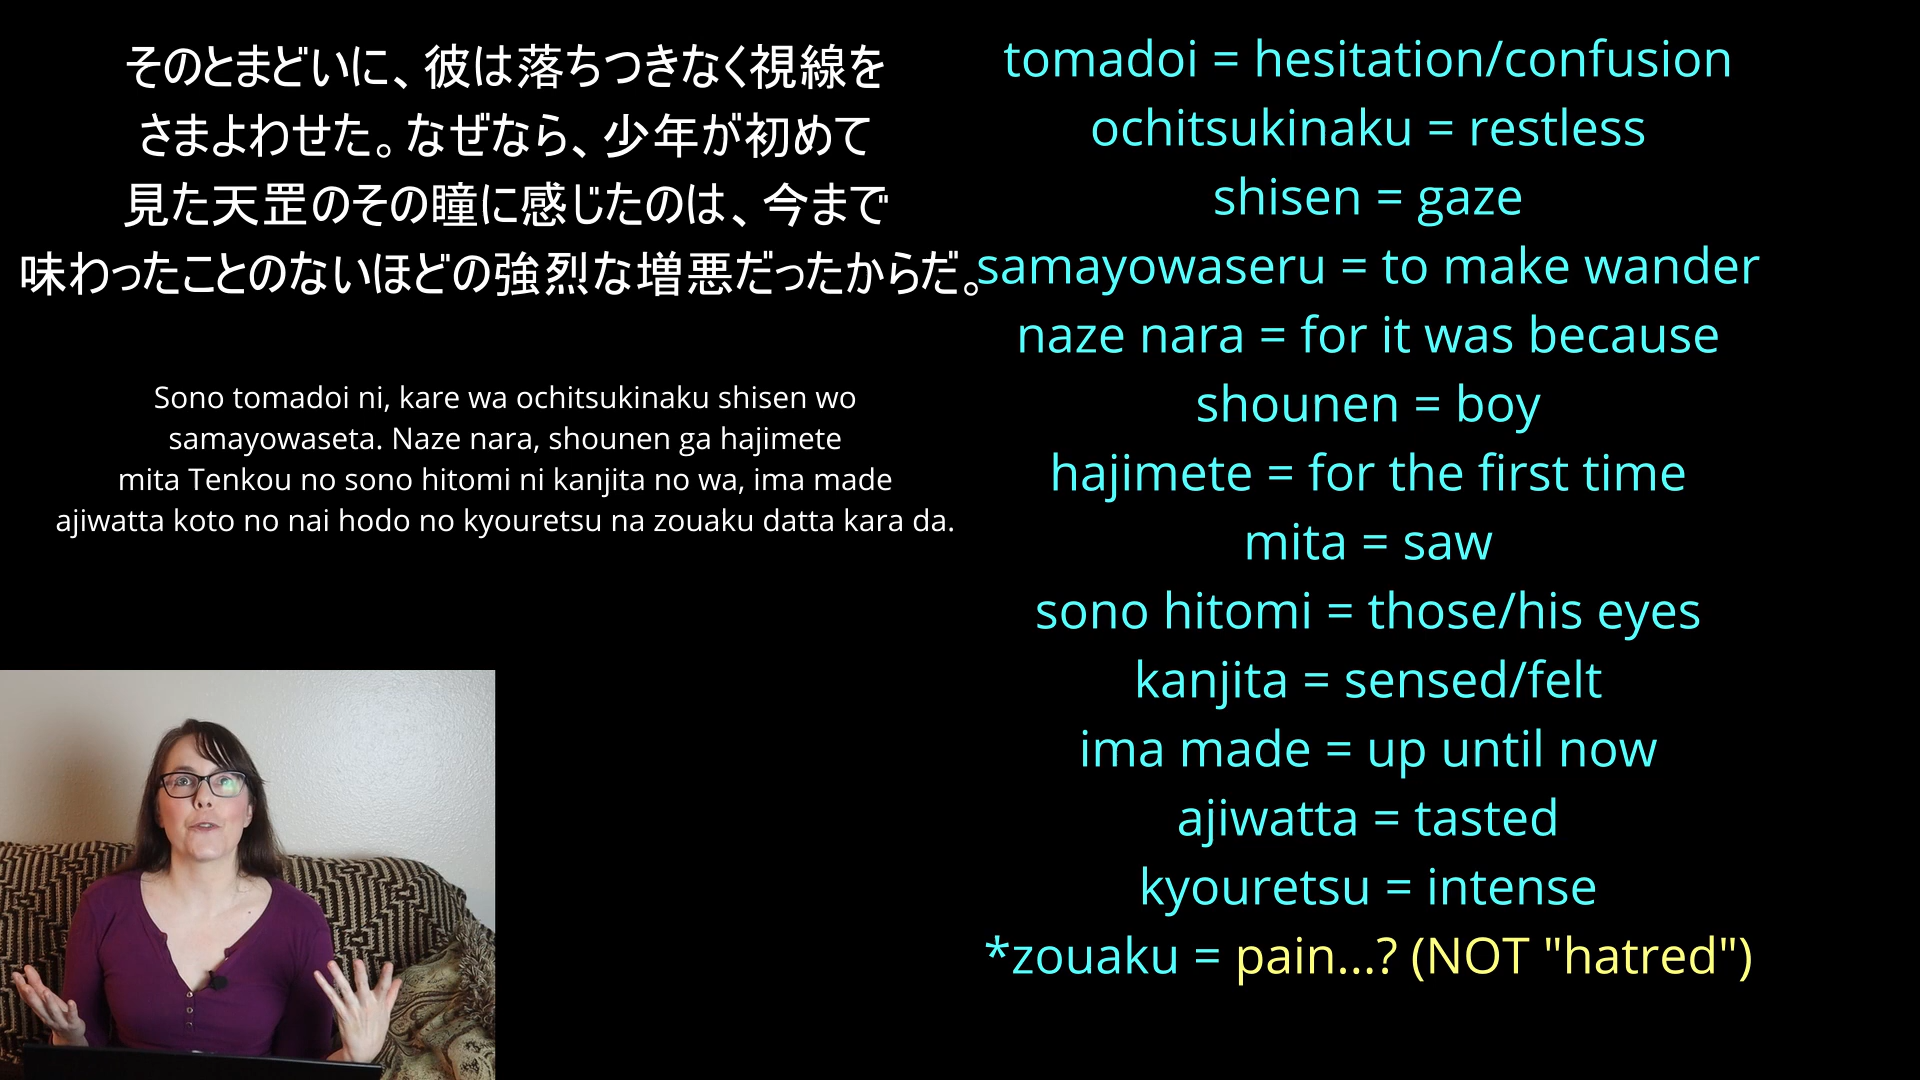 そのとまどいに、彼は落ちつきなく視線を
さまよわせた。なぜなら、少年が初めて
見た天罡のその瞳に感じたのは、今まで
味わったことのないほどの強烈な増悪だったからだ。
Sono tomadoi ni, kare wa ochitsukinaku shisen wo
samayowaseta. Naze nara, shounen ga hajimete
mita Tenkou no sono hitomi ni kanjita no wa, ima made
ajiwatta koto no nai hodo no kyouretsu na zouaku datta kara da.
tomadoi = hesitation/confusion
ochitsukinaku = restless
shisen = gaze
samayowaseru = to make wander
naze nara = for it was because
shounen = boy
hajimete = for the first time
mita = saw
sono hitomi = those/his eyes
kanjita = sensed/felt
ima made = up until now
ajiwatta = tasted
kyouretsu = intense
*zouaku = pain...? (NOT "hatred")